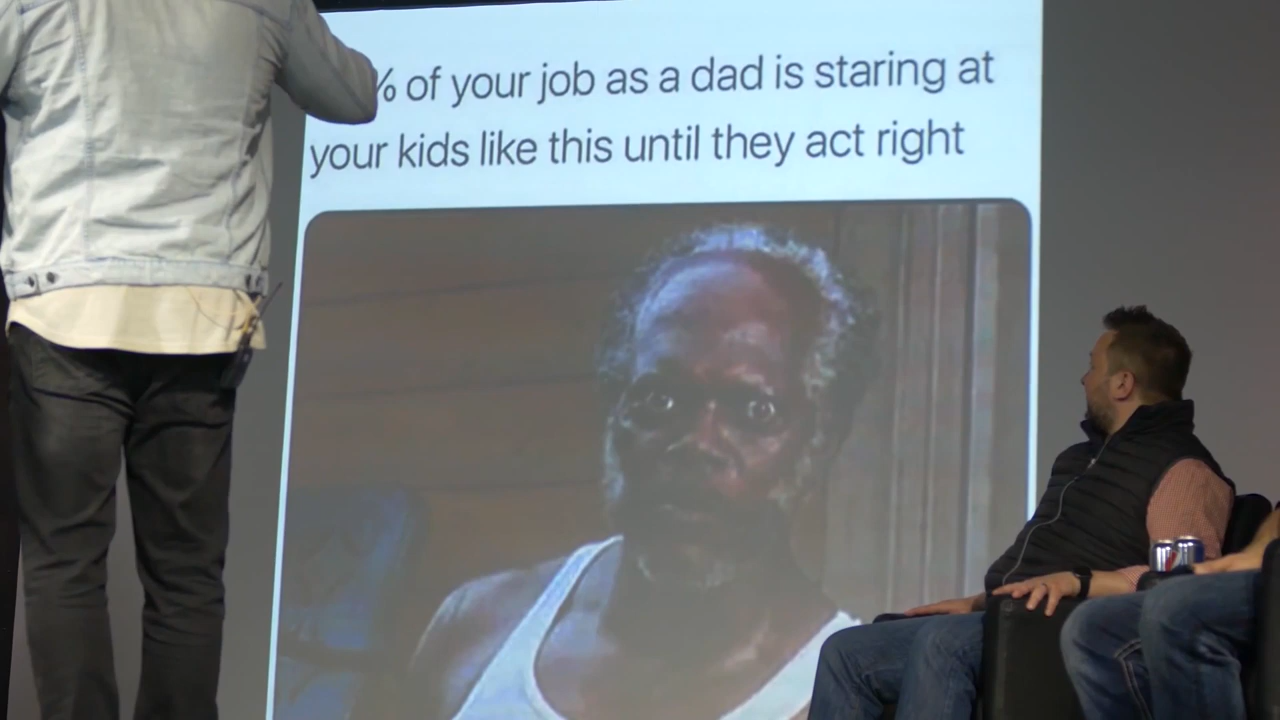 % of your job as a dad is staring at
your kids like this until they act right